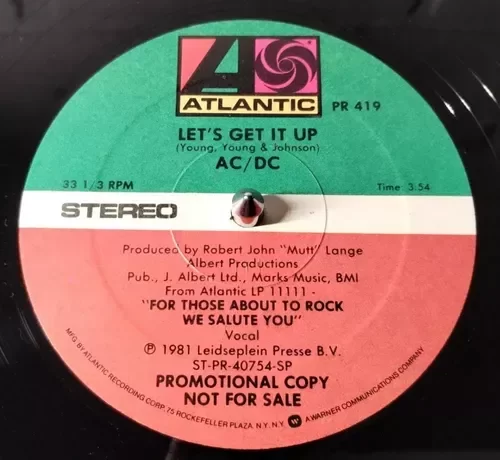 ATLANTIC
PR 419
LET'S GET IT UP
(Young, Young & Johnson)
AC/DC
33 1/3 RPM
Time 3:54
STEREO
Produced by Robert John "Mutt" Lange
Albert Productions
Pub., J. Albert Ltd., Marks Music, BMI
From Atlantic LP 11111 -
"FOR THOSE ABOUT TO ROCK
WE SALUTE YOU"
Vocal
℗ 1981 Leidseplein Presse B.V.
ST-PR-40754-SP
PROMOTIONAL COPY
NOT FOR SALE
MFG. BY ATLANTIC RECORDING CORP. 75 ROCKEFELLER PLAZA, N.Y. N.Y. W A WARNER COMMUNICATIONS COMPANY